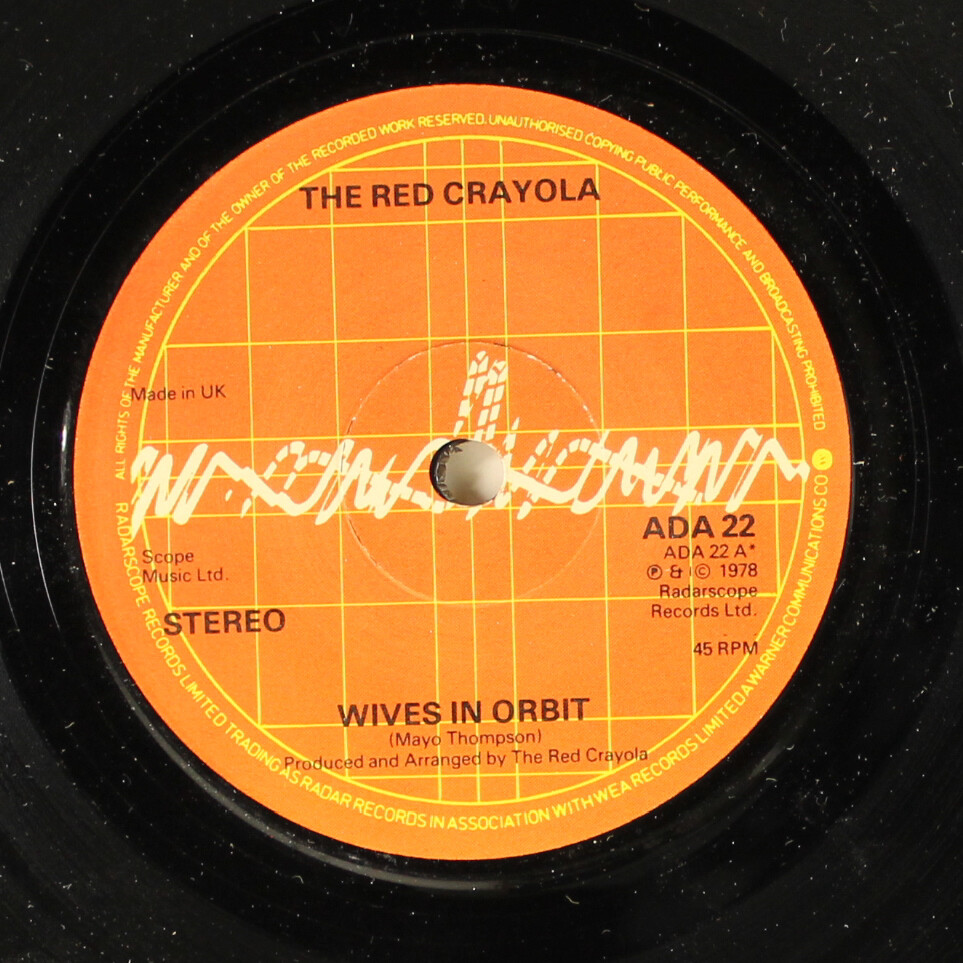 ALL RIGHTS OF THE MANUFACTURER AND OF THE OWNER OF THE RECORDED WORK RESERVED. UNAUTHORISED COPYING PUBLIC PERFORMANCE AND BROADCASTING PROHIBITED
THE RED CRAYOLA
Made in UK
ADA 22
ADA 22 A*
℗ & © 1978
Radarscope
Records Ltd.
45 RPM
Scope
Music Ltd.
STEREO
WIVES IN ORBIT
(Mayo Thompson)
Produced and Arranged by The Red Crayola
RADARSCOPE RECORDS LIMITED TRADING AS RADAR RECORDS IN ASSOCIATION WITH WEA RECORDS LIMITED A WARNER COMMUNICATIONS CO